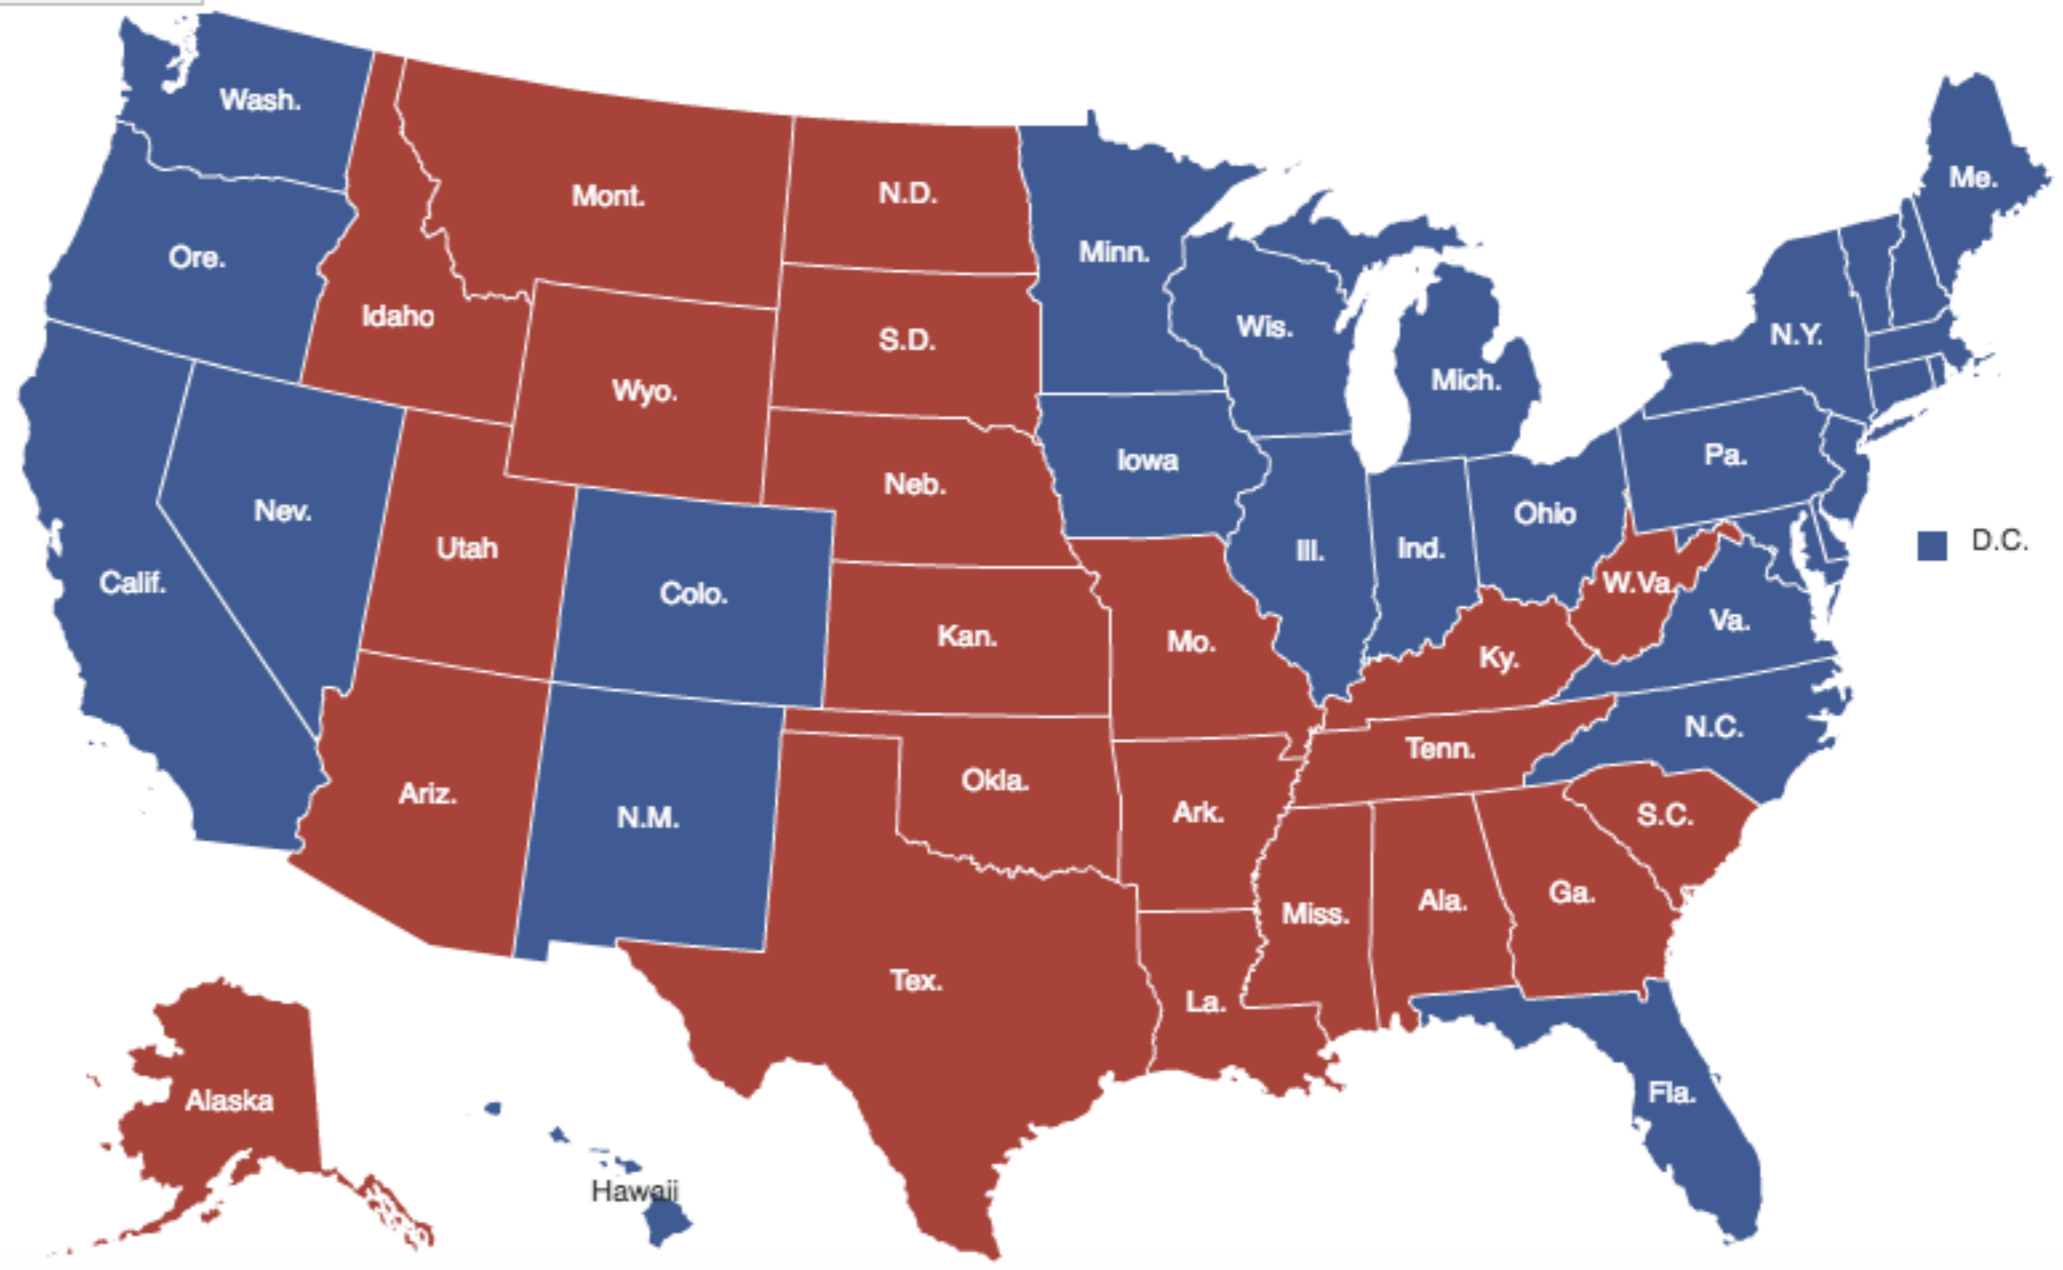 Wash.
Me.
Mont.
N.D.
Minn.
Ore.
Idaho
Wis.
N.Y.
S.D.
Mich.
Wyo.
Pa.
Iowa
Neb.
Nev.
Ohio
D.C.
Utah
Ill.
Ind.
Calif.
Colo.
W.Va.
Va.
Kan.
Mo.
Ky.
N.C.
Tenn.
Okla.
Ariz.
N.M.
Ark.
S.C.
Ga.
Ala.
Miss.
Tex.
La.
Fla.
Alaska
Hawaii